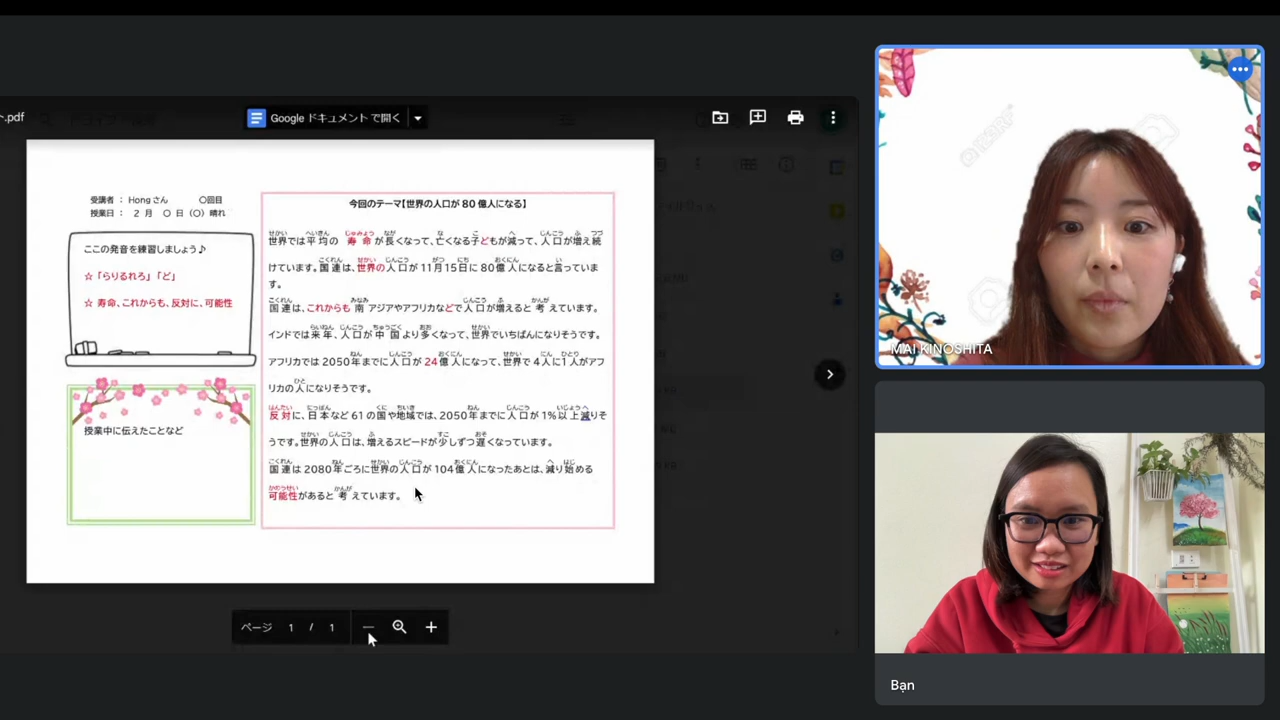 .pdf
Google ドキュメント で開く
受講者 : Hongさん 〇回目
授業日 : 2 月 〇 日 (〇) 晴れ
ここの発音を練習しましょう♪
☆「らりるれろ」「ど」
☆ 寿命、これからも、反対に、可能性
授業中に伝えたことなど
今回のテーマ【世界の人口が 80 億人になる】
世界では平均の 寿命が長くなって、亡くなる子どもが減って、人口が増え続
けています。国連は、世界の人口が 11月15日に 80億人になると言っていま
す。
国連は、これからも 南アジアやアフリカなどで人口が増えると考えています。
インドでは来年、人口が中国より多くなって、世界でいちばんになりそうです。
アフリカでは 2050年までに人口が 24億人になって、世界で 4人に1人がアフ
リカの人になりそうです。
反対に、日本など 61 の国や地域では、2050年までに人口が 1%以上減りそ
うです。世界の人口は、増えるスピードが少しずつ遅くなっています。
国連は 2080年ごろに世界の人口が 104億人になったあとは、減り始める
可能性があると考えています。
ページ 1 / 1
MAI KINOSHITA
Bạn